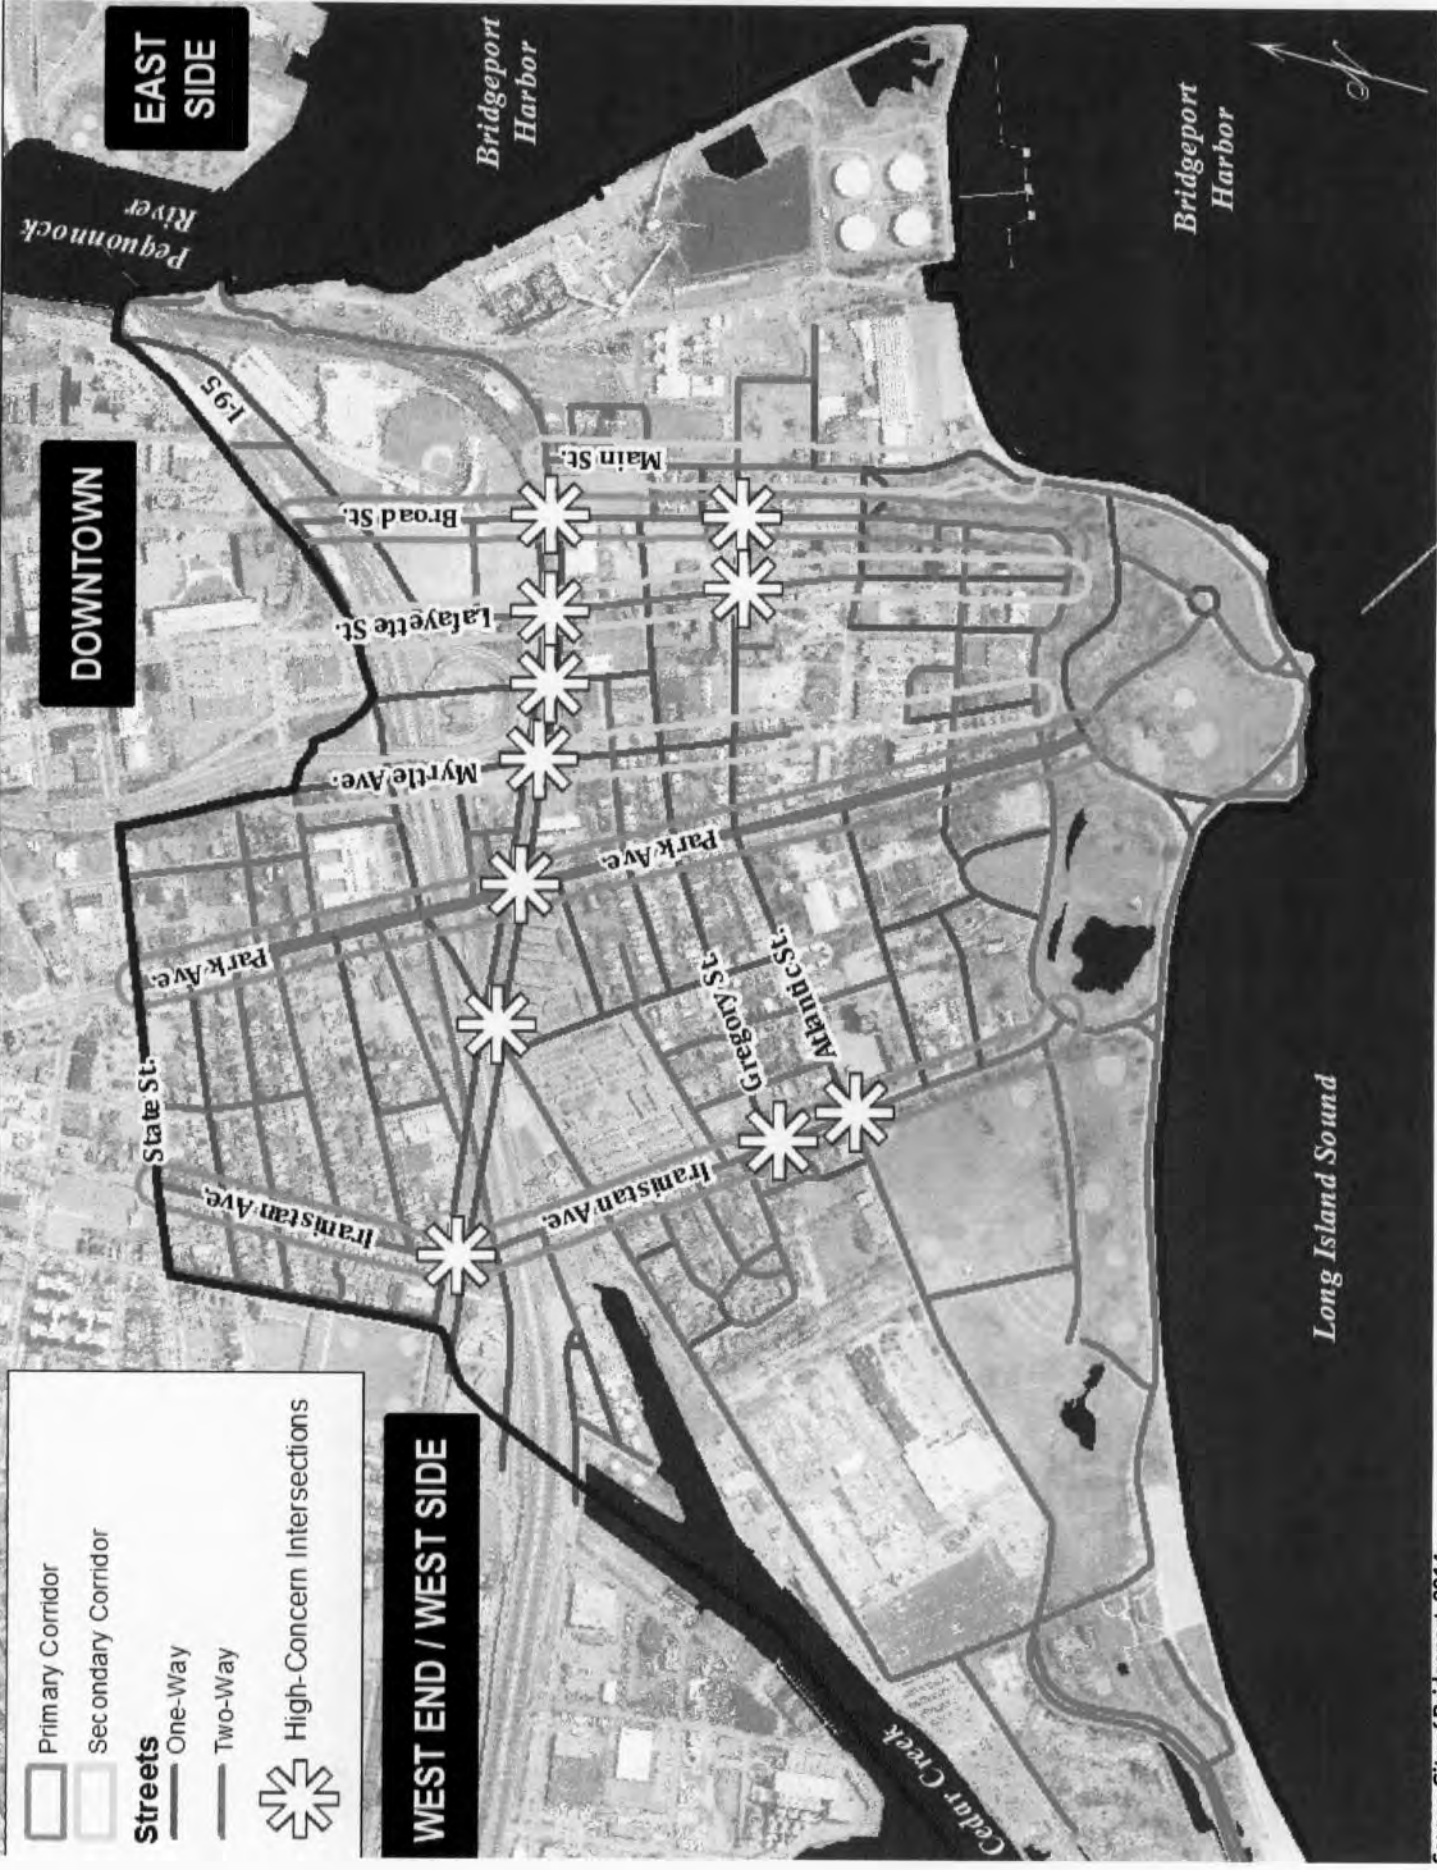 EAST
SIDE
Pequonnock
River
Bridgeport
Harbor
Bridgeport
Harbor
DOWNTOWN
I-95
Main St.
Broad St.
Lafayette St.
Myrtle Ave.
Park Ave.
Park Ave.
State St.
Gregory St.
Atlantic St.
Iranistan Ave.
Iranistan Ave.
Long Island Sound
WEST END / WEST SIDE
Cedar Creek
Primary Corridor
Secondary Corridor
Streets
One-Way
Two-Way
High-Concern Intersections